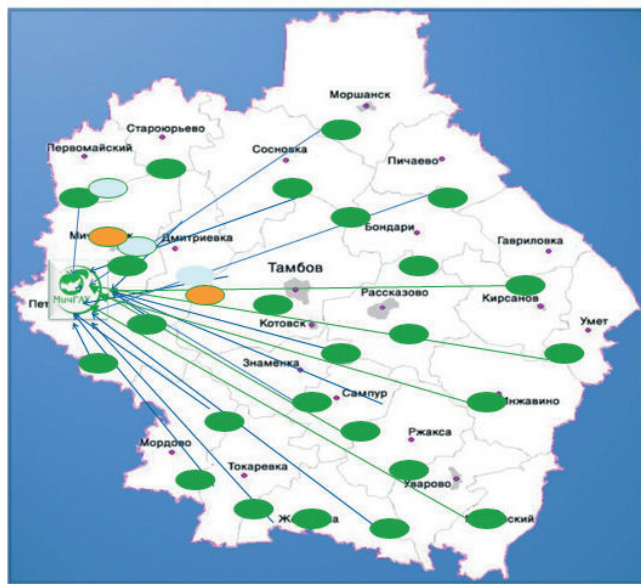 Моршанск
Староюрьево
Первомайский
Сосновка
Пичаево
Бондари
Дмитриевка
Гавриловка
Тамбов
МичГАУ
Рассказово
Кирсанов
Котовск
Умет
Знаменка
Сампур
Ржакса
Мордово
Токаревка
Уварово